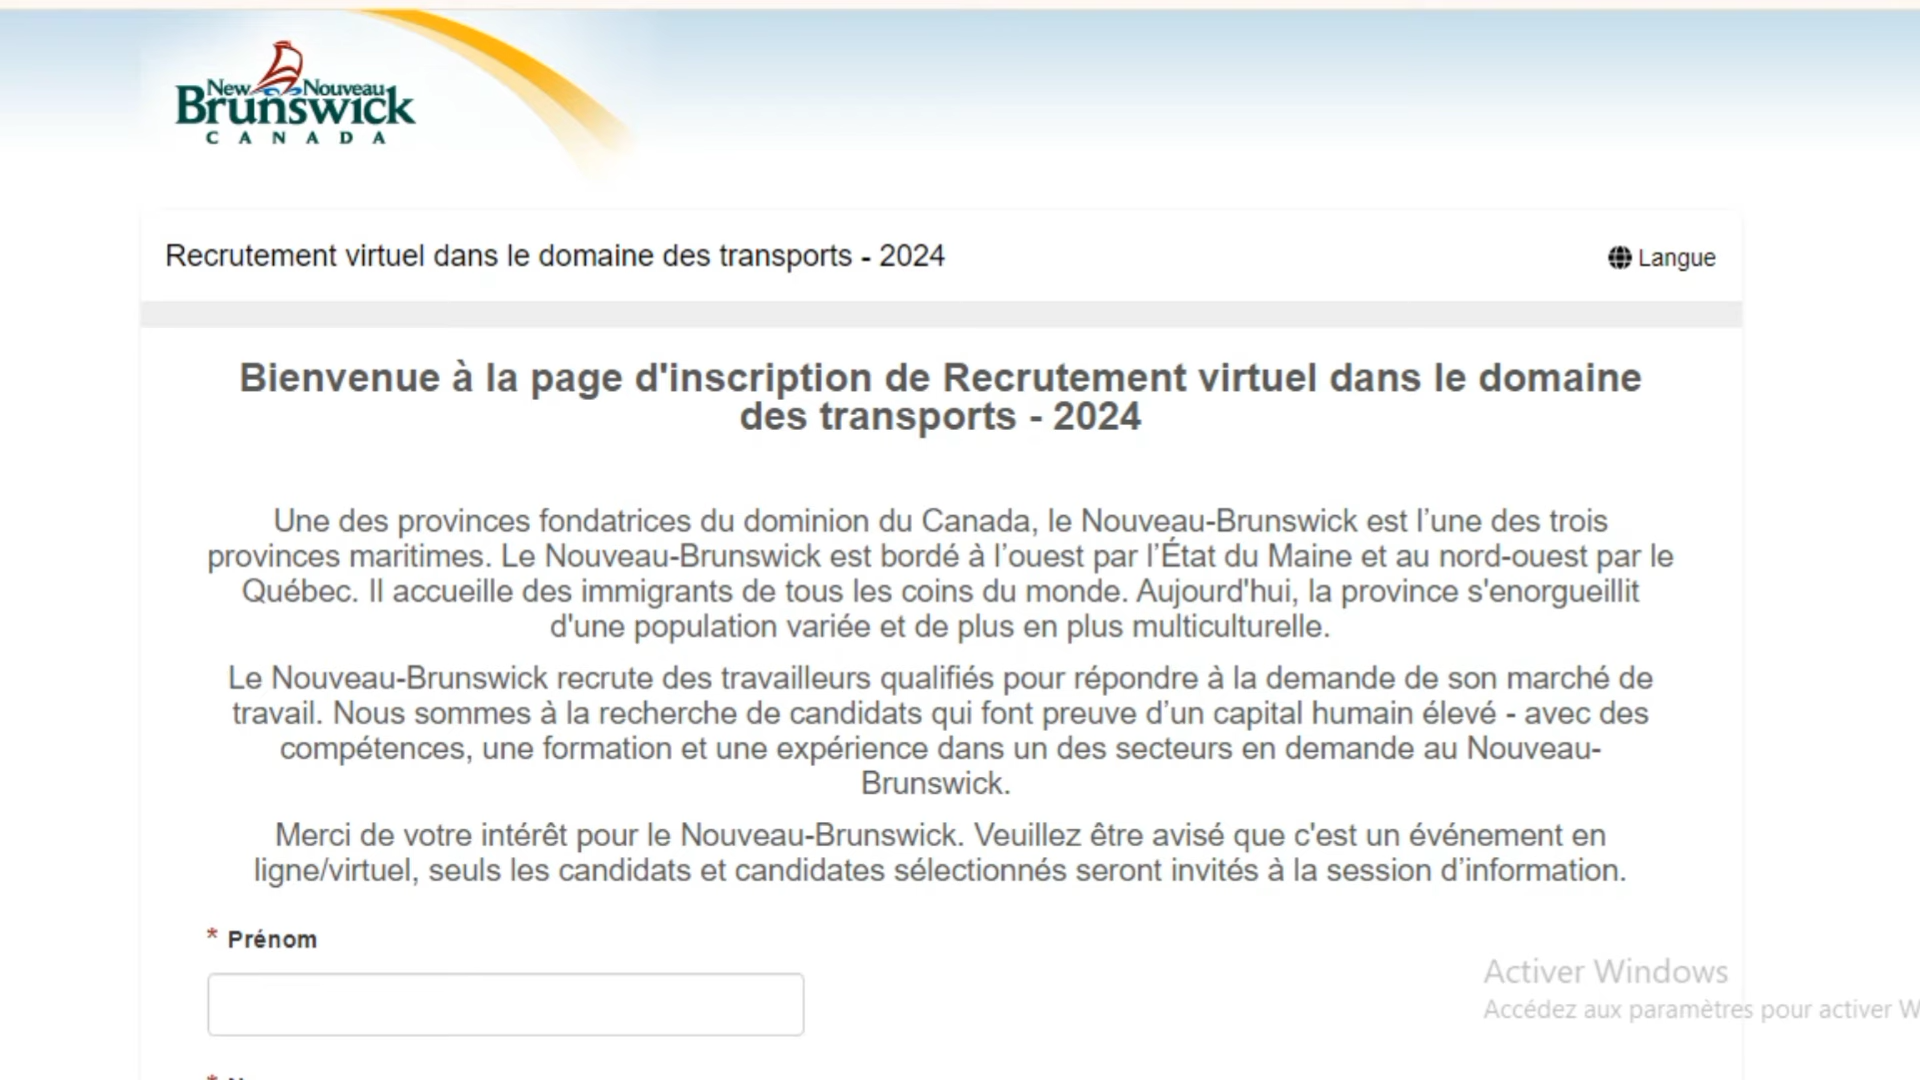 New Nouveau
Brunswick
CANADA
Recrutement virtuel dans le domaine des transports - 2024
Langue
Bienvenue à la page d'inscription de Recrutement virtuel dans le domaine
des transports - 2024
Une des provinces fondatrices du dominion du Canada, le Nouveau-Brunswick est l’une des trois
provinces maritimes. Le Nouveau-Brunswick est bordé à l’ouest par l’État du Maine et au nord-ouest par le
Québec. Il accueille des immigrants de tous les coins du monde. Aujourd'hui, la province s'enorgueillit
d'une population variée et de plus en plus multiculturelle.
Le Nouveau-Brunswick recrute des travailleurs qualifiés pour répondre à la demande de son marché de
travail. Nous sommes à la recherche de candidats qui font preuve d’un capital humain élevé - avec des
compétences, une formation et une expérience dans un des secteurs en demande au Nouveau-
Brunswick.
Merci de votre intérêt pour le Nouveau-Brunswick. Veuillez être avisé que c'est un événement en
ligne/virtuel, seuls les candidats et candidates sélectionnés seront invités à la session d’information.
* Prénom
Activer Windows
Accédez aux paramètres pour activer W